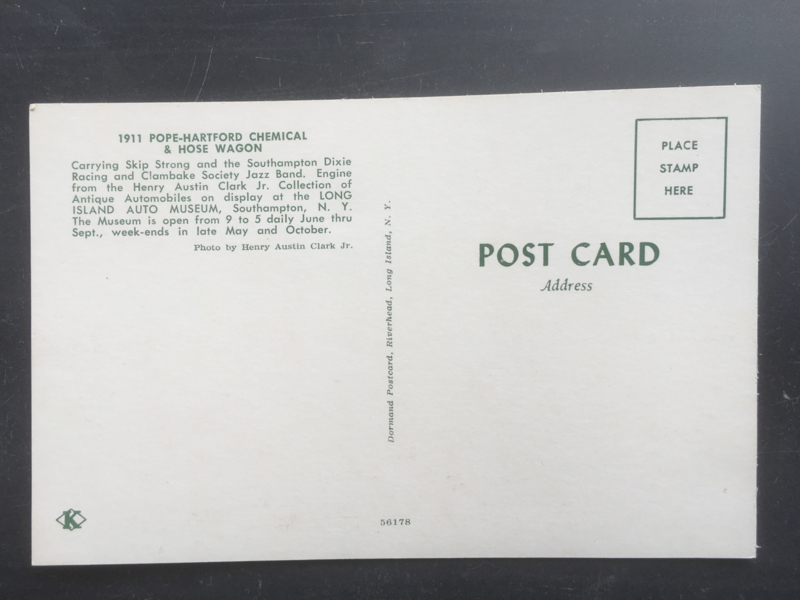 1911 POPE-HARTFORD CHEMICAL
& HOSE WAGON
Carrying Skip Strong and the Southampton Dixie
Racing and Clambake Society Jazz Band. Engine
from the Henry Austin Clark Jr. Collection of
Antique Automobiles on display at the LONG
ISLAND AUTO MUSEUM, Southampton, N. Y.
The Museum is open from 9 to 5 daily June thru
Sept., week-ends in late May and October.
Photo by Henry Austin Clark Jr.
Dormand Postcard, Riverhead, Long Island, N. Y.
PLACE
STAMP
HERE
POST CARD
Address
K
56178